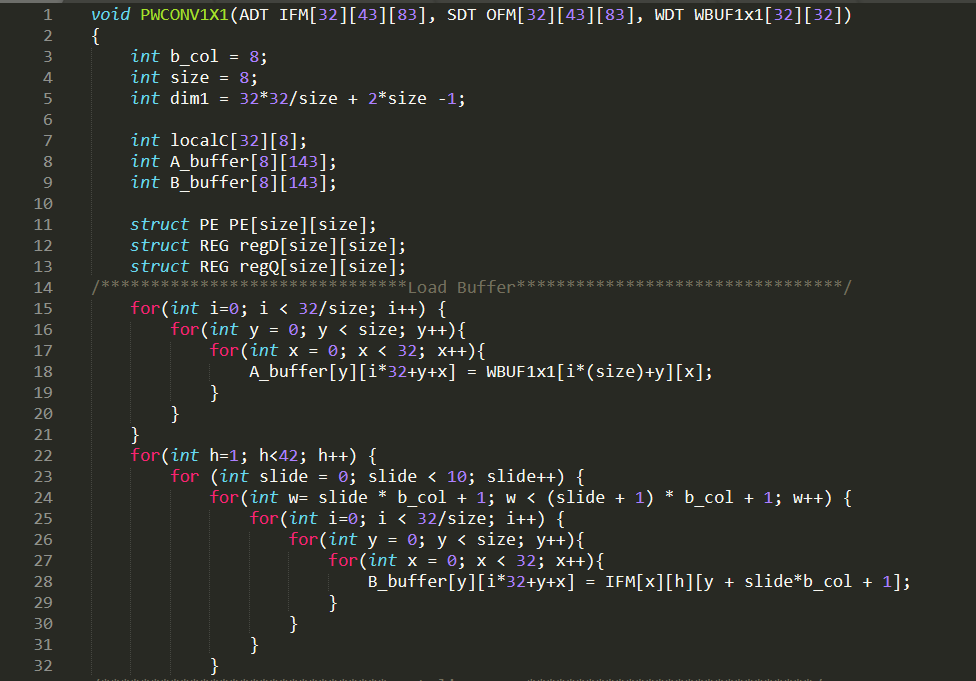 1 void PWCONV1X1(ADT IFM[32][43][83], SDT OFM[32][43][83], WDT WBUF1x1[32][32])
2 {
3 int b_col = 8;
4 int size = 8;
5 int dim1 = 32*32/size + 2*size -1;
6
7 int localC[32][8];
8 int A_buffer[8][143];
9 int B_buffer[8][143];
10
11 struct PE PE[size][size];
12 struct REG regD[size][size];
13 struct REG regQ[size][size];
14 /*******************************Load Buffer*********************************/
15 for(int i=0; i < 32/size; i++) {
16 for(int y = 0; y < size; y++){
17 for(int x = 0; x < 32; x++){
18 A_buffer[y][i*32+y+x] = WBUF1x1[i*(size)+y][x];
19 }
20 }
21 }
22 for(int h=1; h<42; h++) {
23 for (int slide = 0; slide < 10; slide++) {
24 for(int w= slide * b_col + 1; w < (slide + 1) * b_col + 1; w++) {
25 for(int i=0; i < 32/size; i++) {
26 for(int y = 0; y < size; y++){
27 for(int x = 0; x < 32; x++){
28 B_buffer[y][i*32+y+x] = IFM[x][h][y + slide*b_col + 1];
29 }
30 }
31 }
32 }